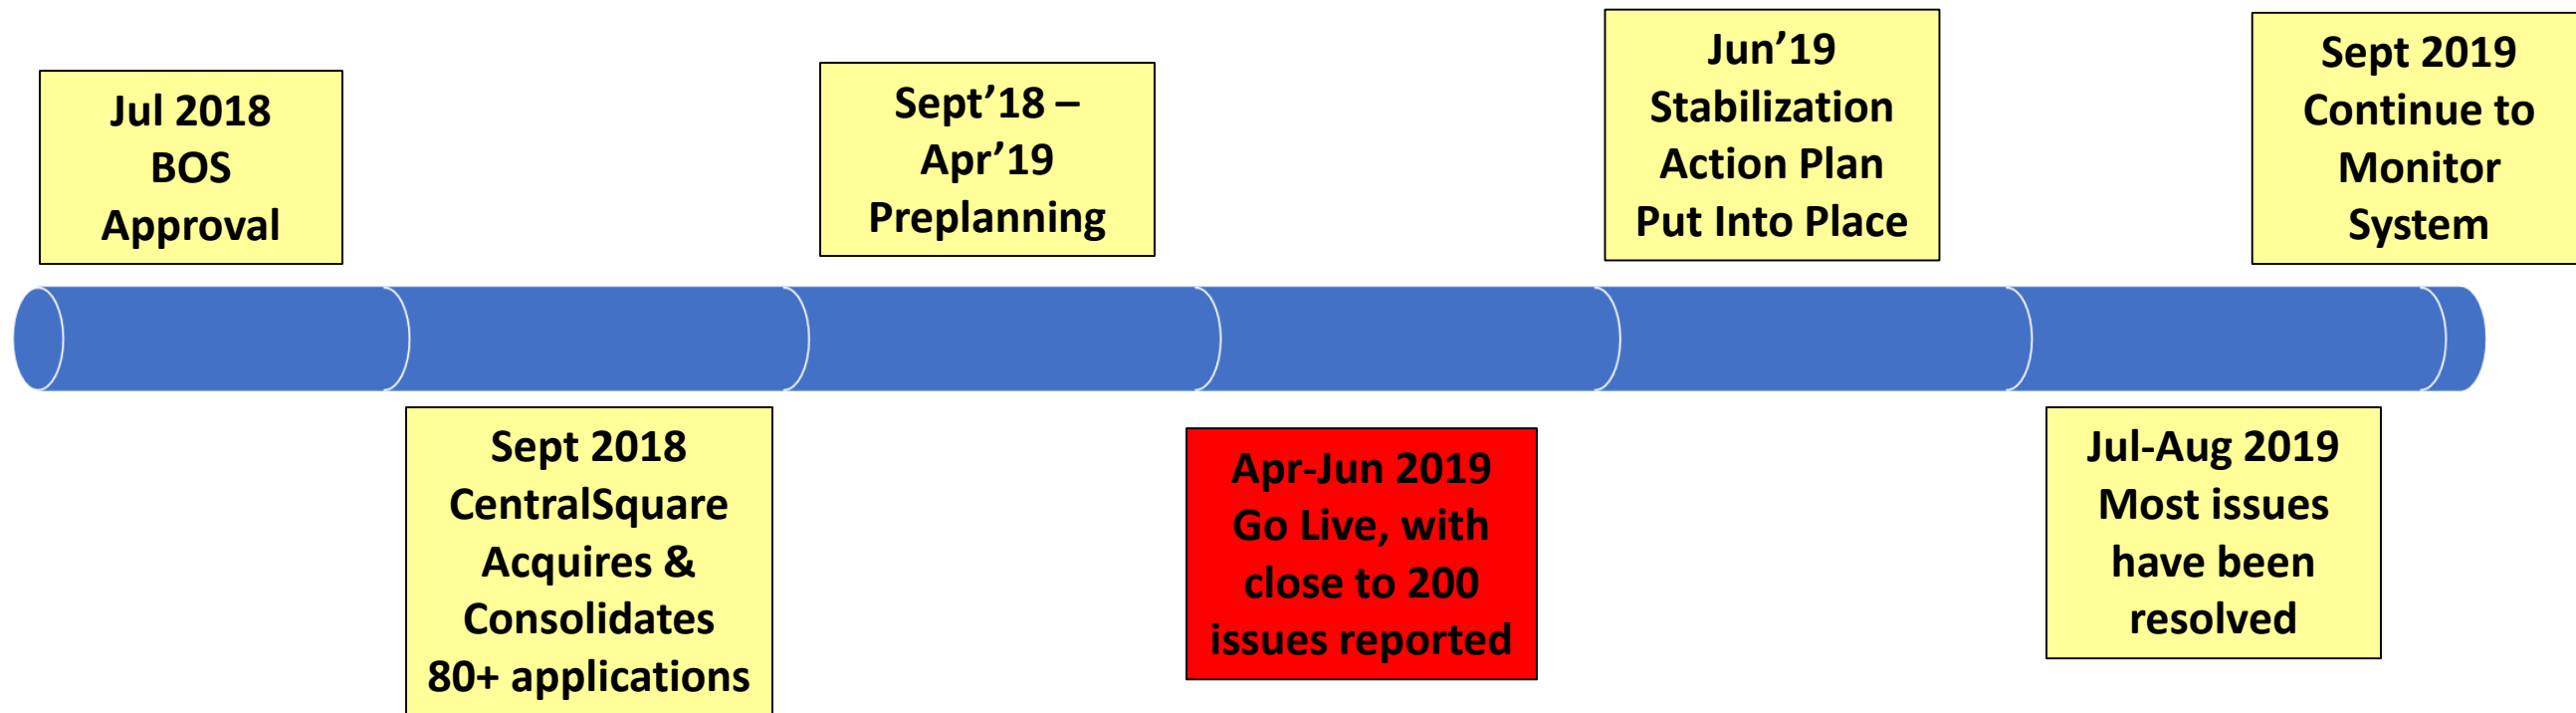 Jul 2018
BOS
Approval
Sept 2018
CentralSquare
Acquires &
Consolidates
80+ applications
Sept’18 –
Apr’19
Preplanning
Apr-Jun 2019
Go Live, with
close to 200
issues reported
Jun’19
Stabilization
Action Plan
Put Into Place
Jul-Aug 2019
Most issues
have been
resolved
Sept 2019
Continue to
Monitor
System